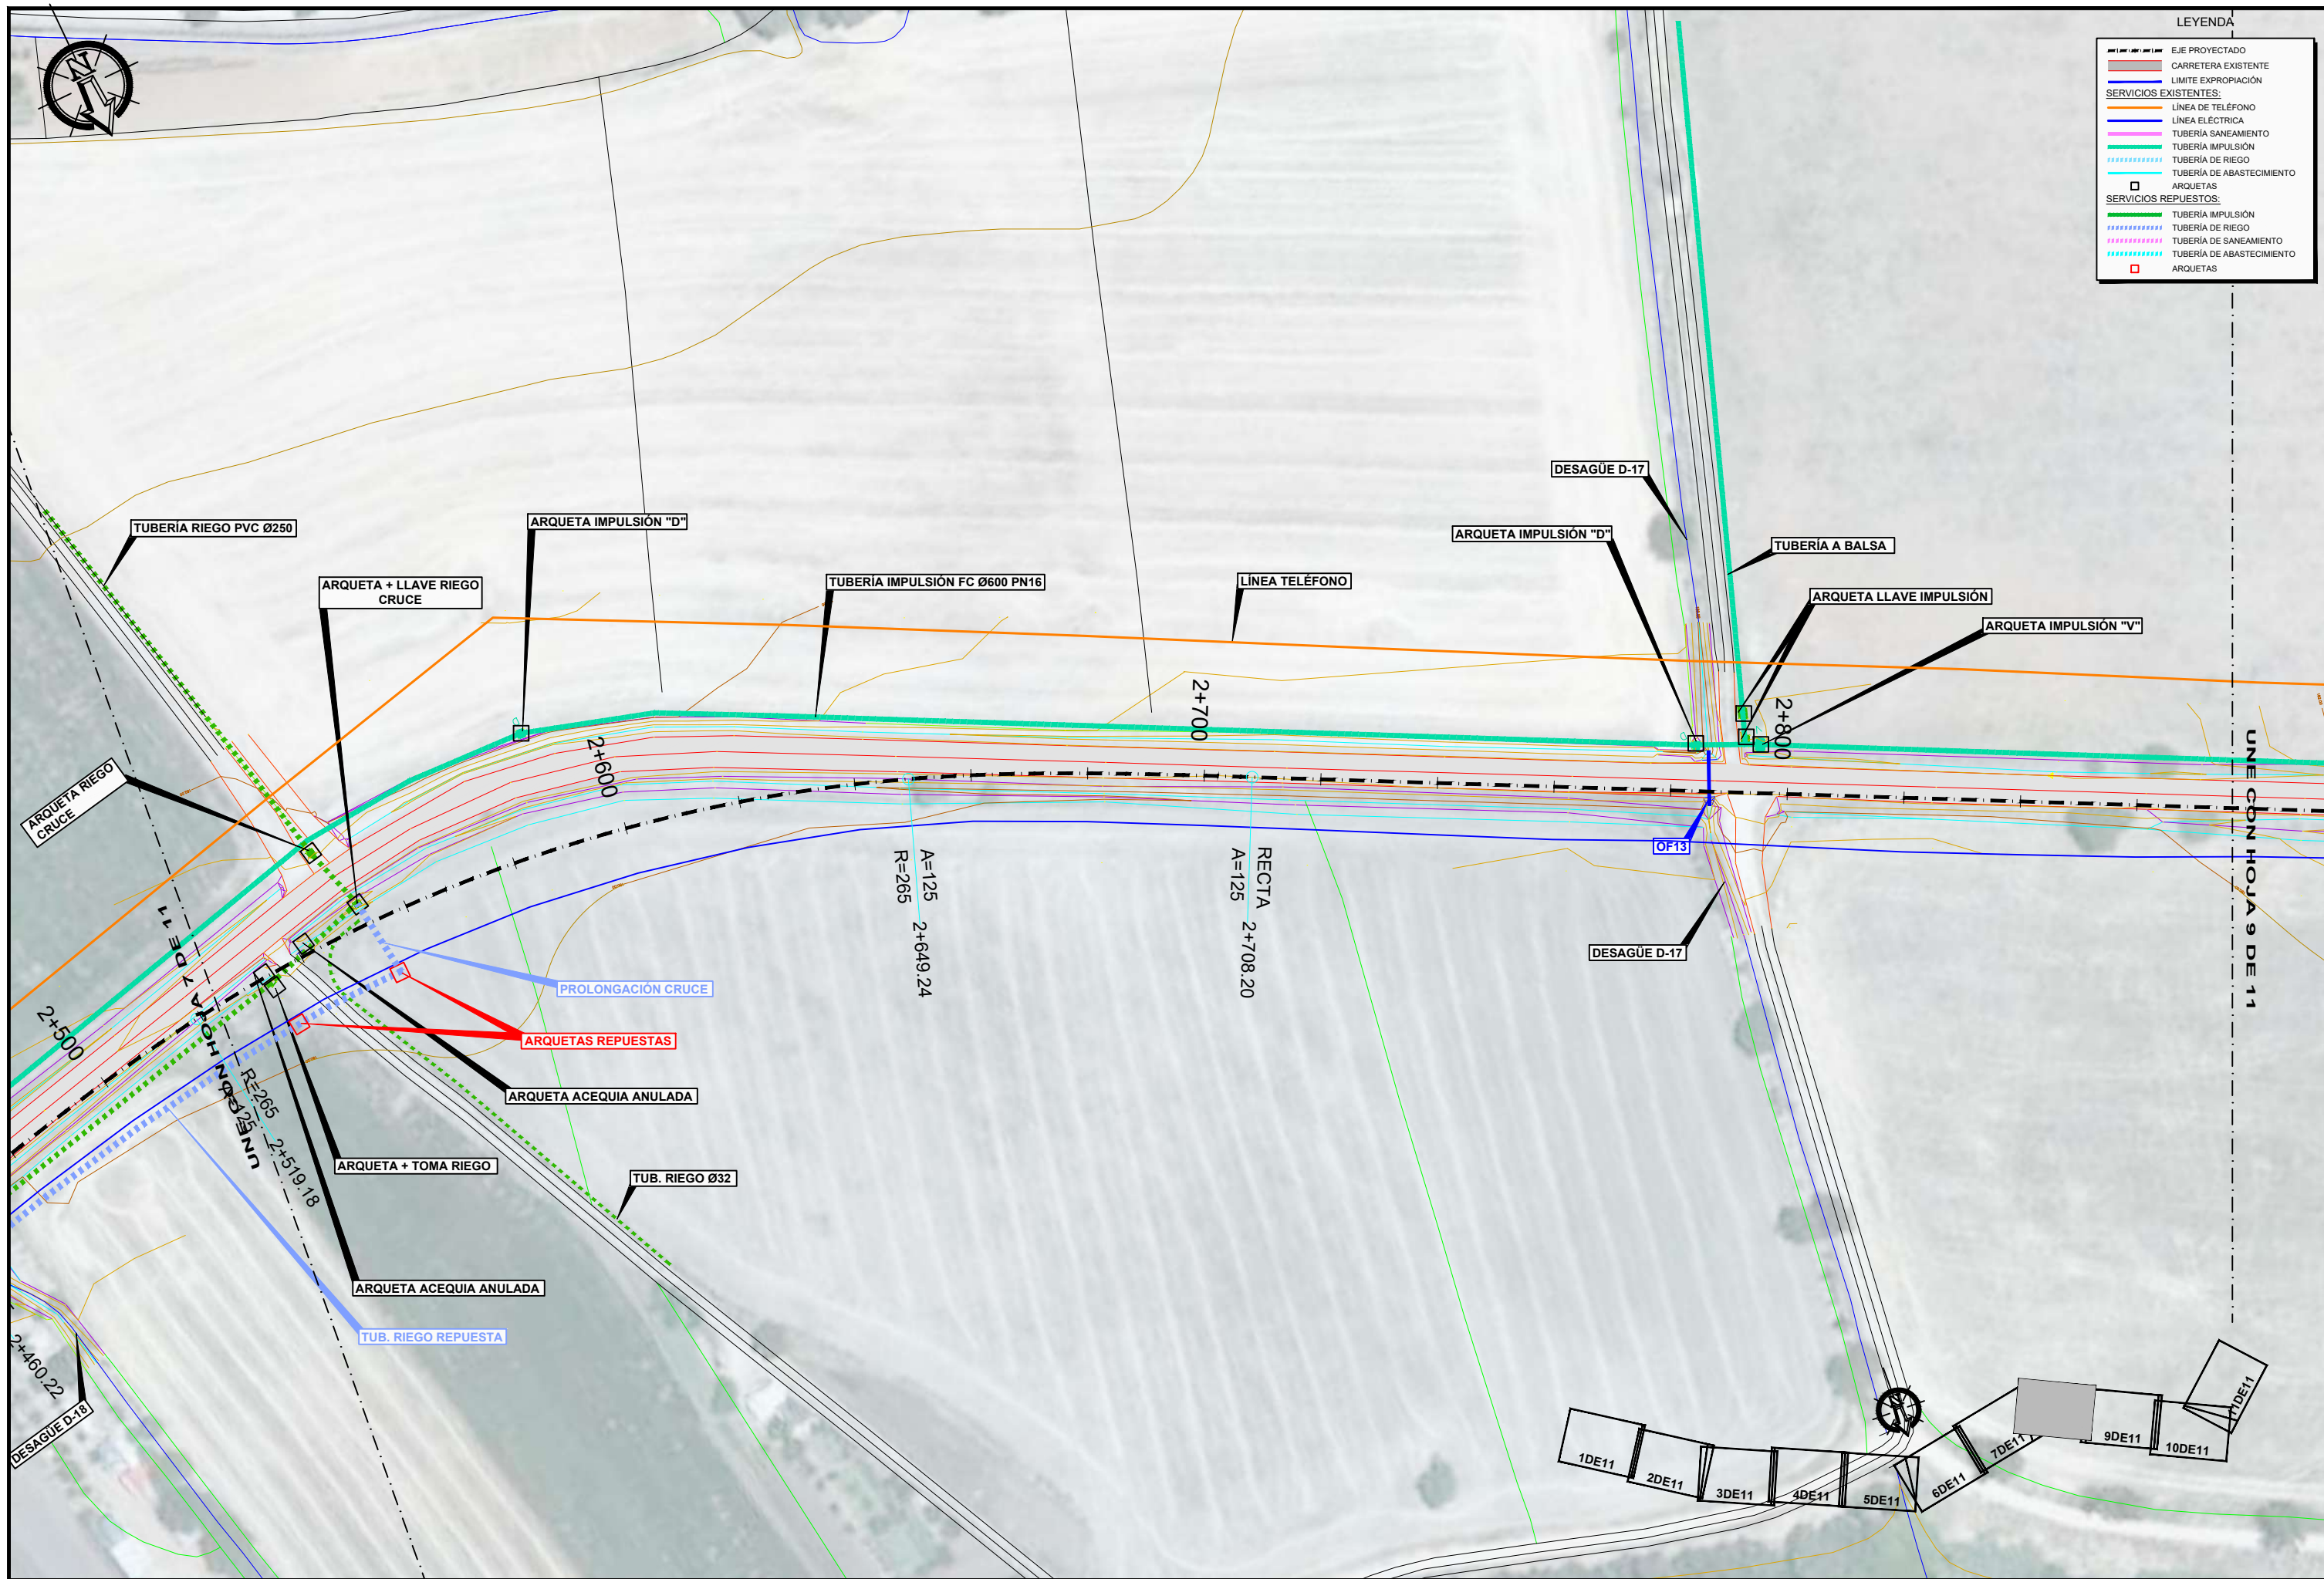 LEYENDA
EJE PROYECTADO
CARRETERA EXISTENTE
LIMITE EXPROPIACIÓN
SERVICIOS EXISTENTES:
LÍNEA DE TELÉFONO
LÍNEA ELÉCTRICA
TUBERÍA SANEAMIENTO
TUBERÍA IMPULSIÓN
TUBERÍA DE RIEGO
TUBERÍA DE ABASTECIMIENTO
ARQUETAS
SERVICIOS REPUESTOS:
TUBERÍA IMPULSIÓN
TUBERÍA DE RIEGO
TUBERÍA DE SANEAMIENTO
TUBERÍA DE ABASTECIMIENTO
ARQUETAS
N
DESAGÜE D-17
TUBERÍA RIEGO PVC Ø250
ARQUETA IMPULSIÓN "D"
ARQUETA IMPULSIÓN "D"
TUBERÍA A BALSA
ARQUETA + LLAVE RIEGO
CRUCE
TUBERÍA IMPULSIÓN FC Ø600 PN16
LÍNEA TELÉFONO
ARQUETA LLAVE IMPULSIÓN
ARQUETA IMPULSIÓN "V"
2+700
2+800
2+600
ARQUETA RIEGO
CRUCE
OF13
RECTA
A=125
2+708.20
A=125
R=265
2+649.24
UNE CON HOJA 9 DE 11
DESAGÜE D-17
PROLONGACIÓN CRUCE
ARQUETAS REPUESTAS
2+500
UNE CON HOJA 7 DE 11
R=265
A=125
2+519.18
ARQUETA ACEQUIA ANULADA
ARQUETA + TOMA RIEGO
TUB. RIEGO Ø32
ARQUETA ACEQUIA ANULADA
TUB. RIEGO REPUESTA
2+460.22
DESAGÜE D-18
N
1DE11
2DE11
3DE11
4DE11
5DE11
6DE11
7DE11
9DE11
10DE11
11DE11